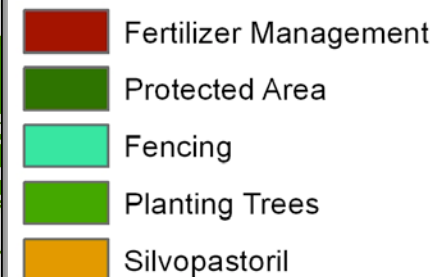 Fertilizer Management
Protected Area
Fencing
Planting Trees
Silvopastoril